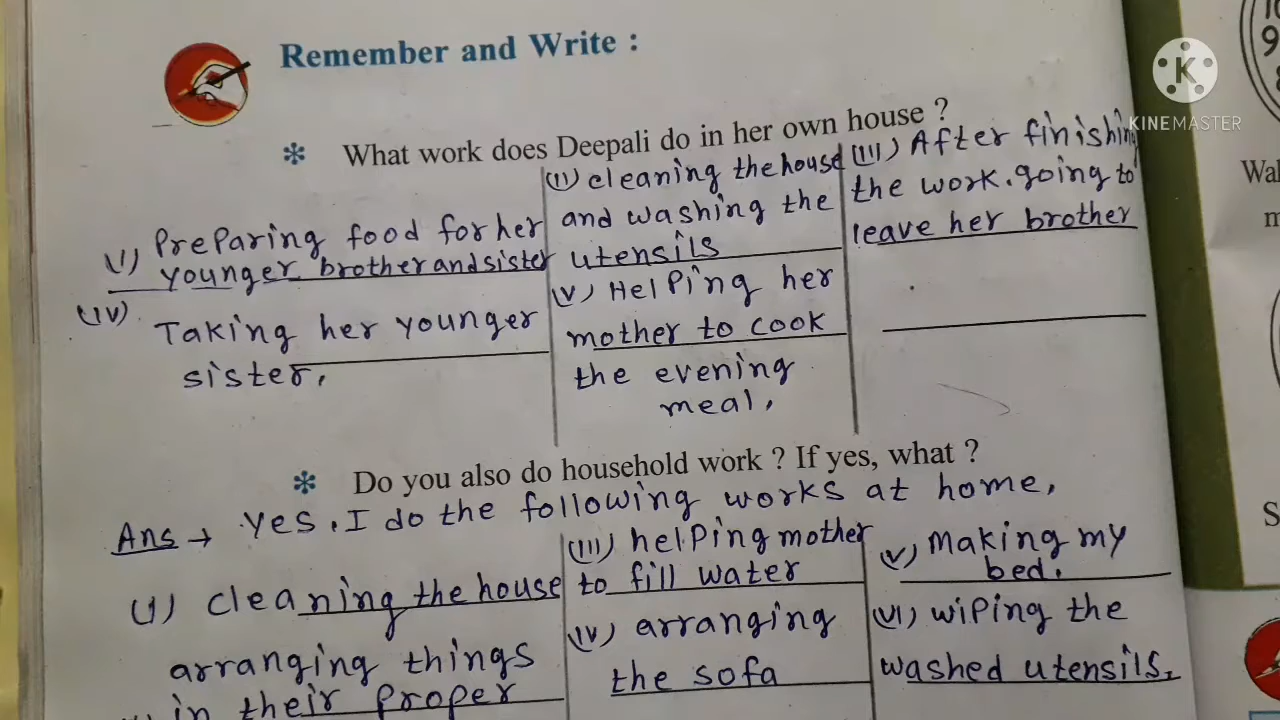 Remember and Write :
KINEMASTER
* What work does Deepali do in her own house ?
(I) Preparing food for her
younger brother and sister
(II) cleaning the house
and washing the
utensils
(III) After finishing
the work. going to
leave her brother
(IV)
Taking her younger
sister.
(V) Helping her
mother to cook
the evening
meal.
* Do you also do household work ? If yes, what ?
Ans → Yes. I do the following works at home,
(I) cleaning the house
arranging things
in their proper
(III) helping mother
to fill water
(IV) arranging
the sofa
(V) Making my
bed.
(VI) wiping the
washed utensils.